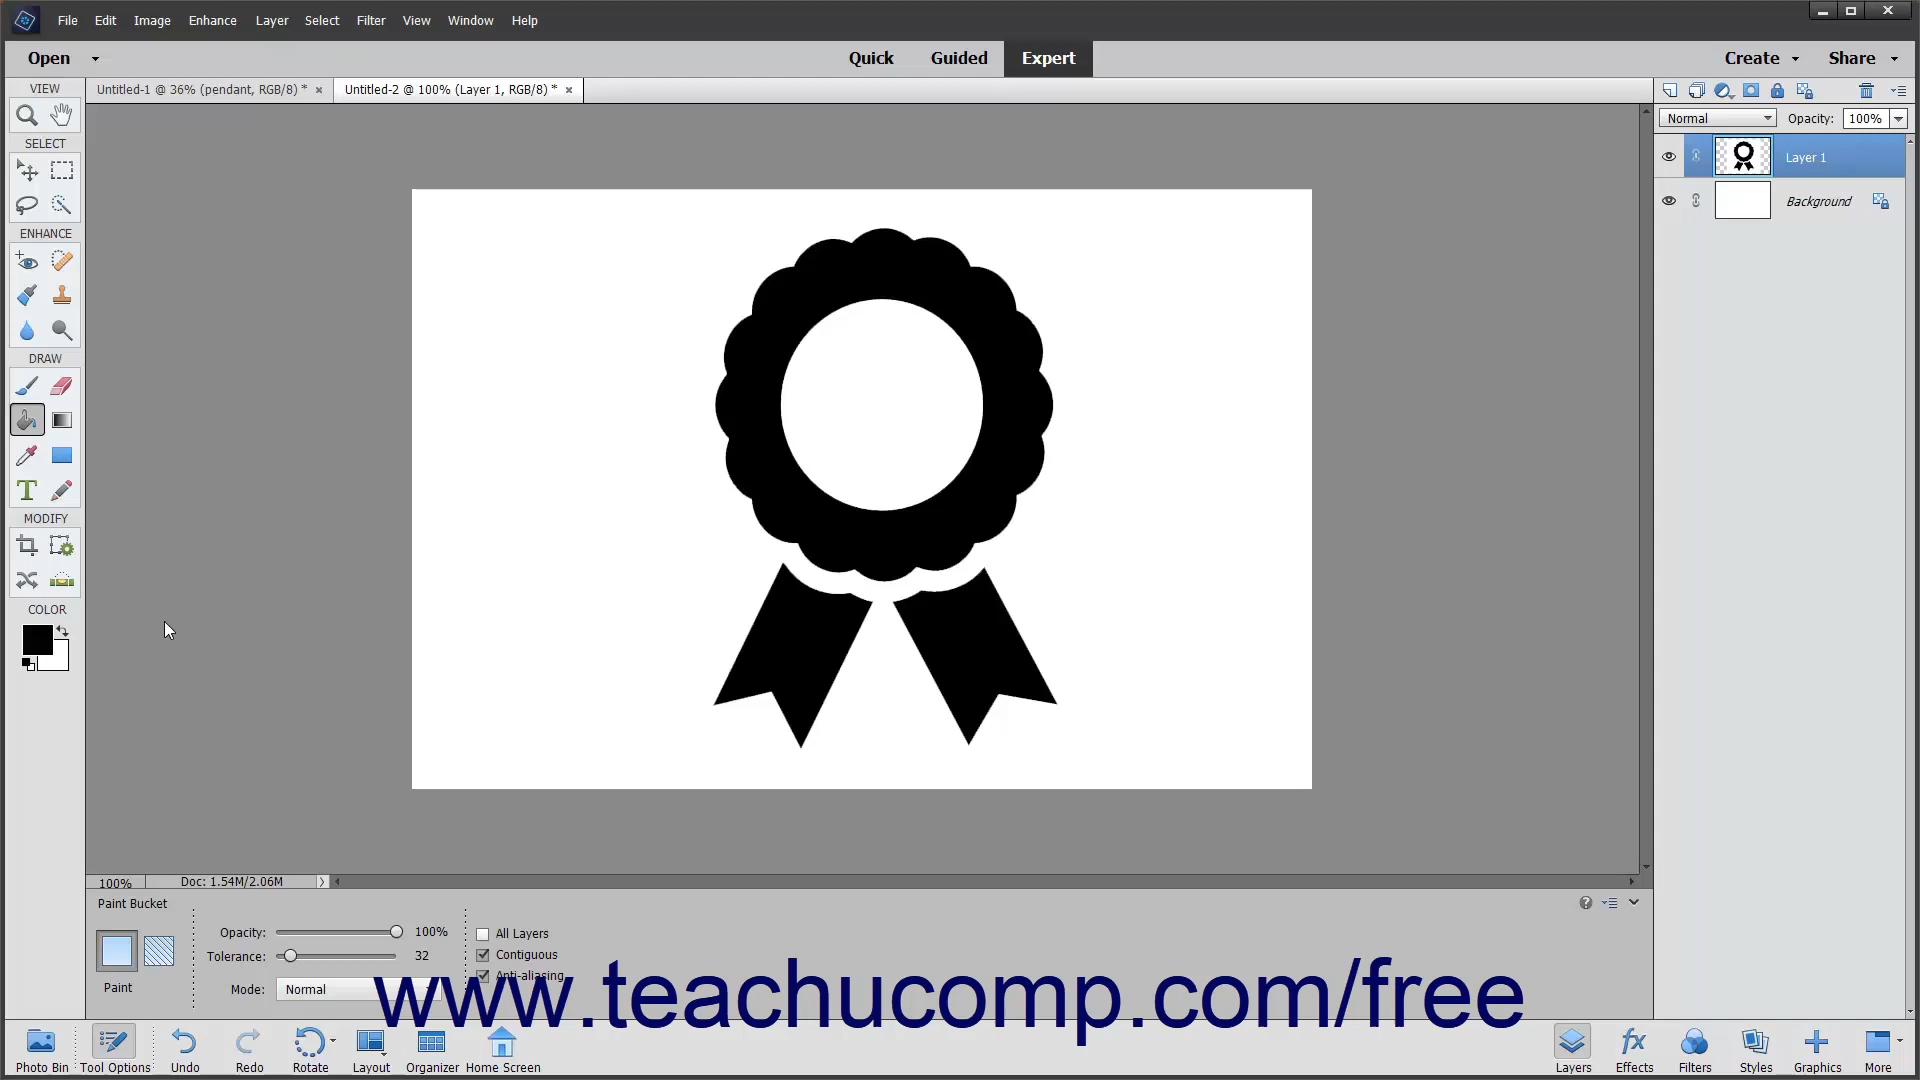 File Edit Image Enhance Layer Select Filter View Window Help
Open Quick Guided Expert Create Share
VIEW
Untitled-1 @ 36% (pendant, RGB/8) * × Untitled-2 @ 100% (Layer 1, RGB/8) * ×
Normal Opacity: 100%
SELECT
Layer 1
Background
ENHANCE
DRAW
T
MODIFY
COLOR
100% Doc: 1.54M/2.06M
Paint Bucket
Opacity: 100% All Layers
Tolerance: 32 Contiguous
Anti-aliasing
Paint Mode: Normal
www.teachucomp.com/free
fx
Photo Bin Tool Options Undo Redo Rotate Layout Organizer Home Screen Layers Effects Filters Styles Graphics More